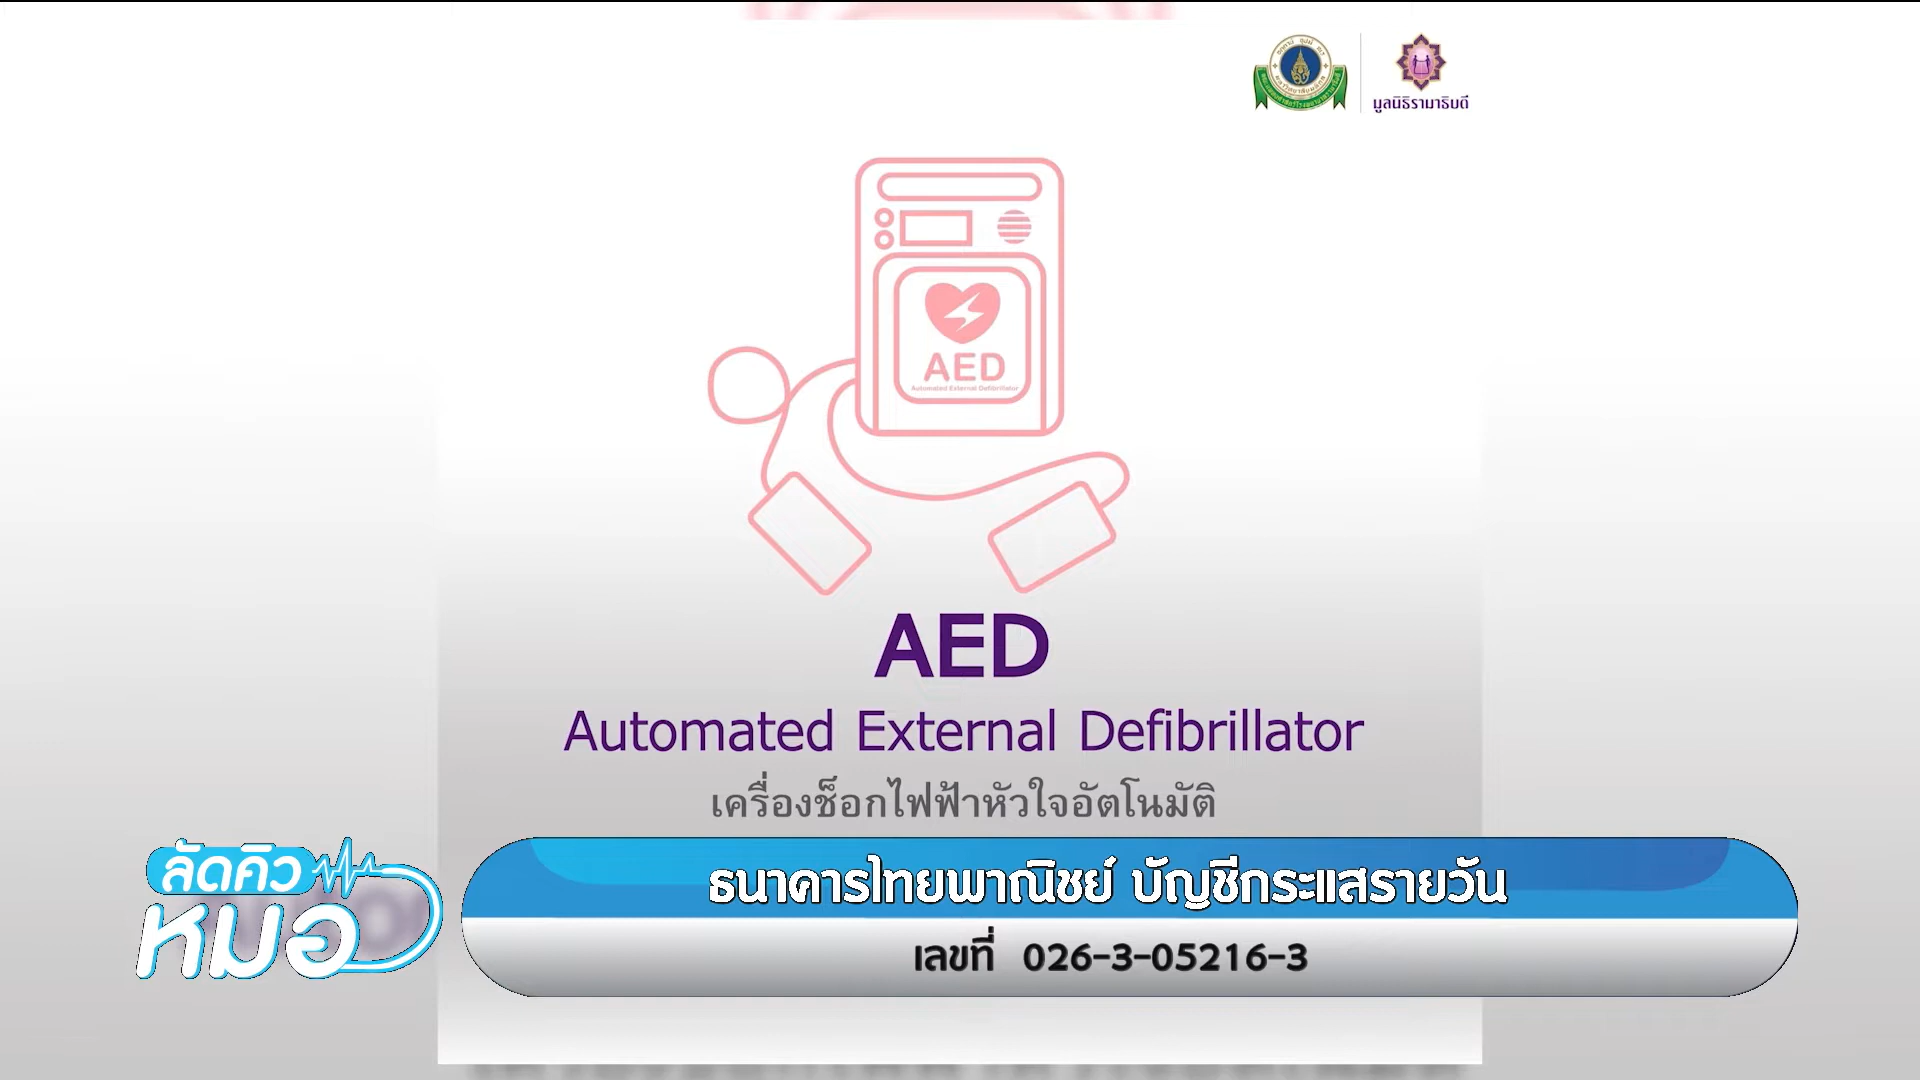 มูลนิธิรามาธิบดี
AED
Automated External Defibrillator
AED
Automated External Defibrillator
เครื่องช็อกไฟฟ้าหัวใจอัตโนมัติ
ลัดคิว
หมอ
ธนาคารไทยพาณิชย์ บัญชีกระแสรายวัน
เลขที่ 026-3-05216-3